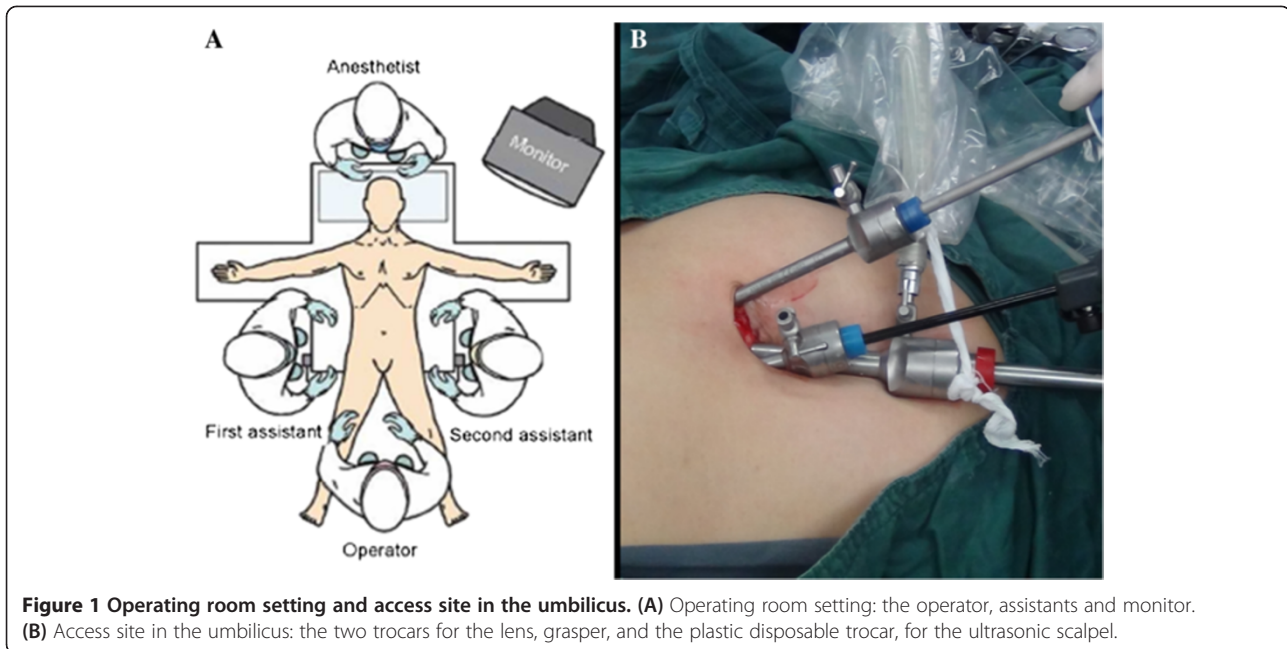 A
B
Anesthetist
Monitor
First assistant
Second assistant
Operator
Figure 1 Operating room setting and access site in the umbilicus. (A) Operating room setting: the operator, assistants and monitor.
(B) Access site in the umbilicus: the two trocars for the lens, grasper, and the plastic disposable trocar, for the ultrasonic scalpel.